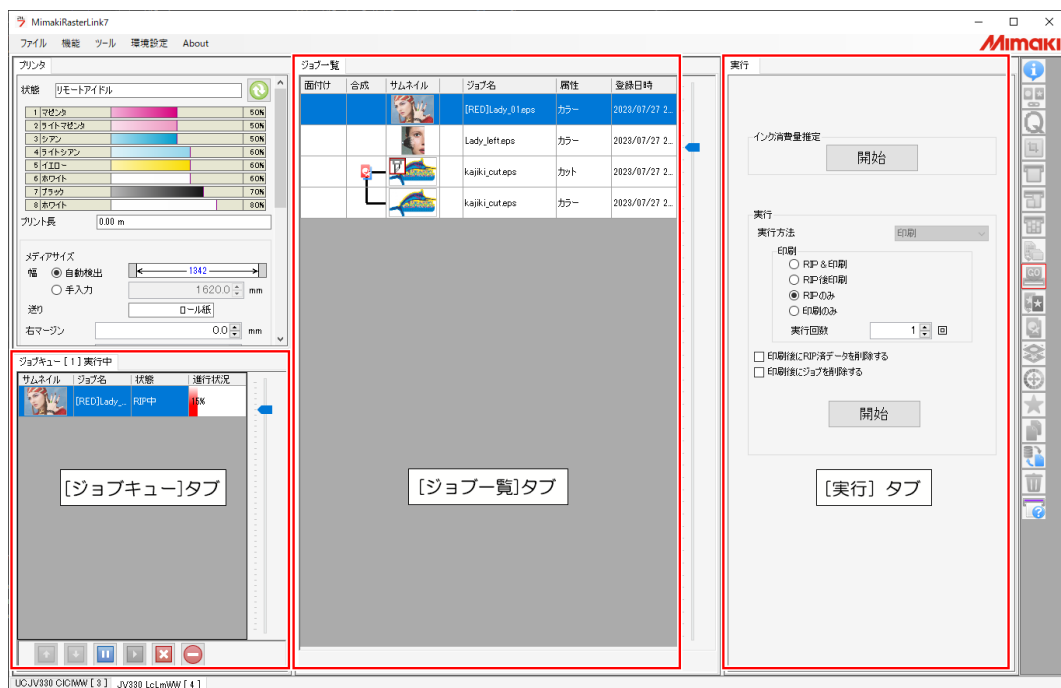 MimakiRasterLink7
ファイル 機能 ツール 環境設定 About
Mimaki
プリンタ
状態 リモートアイドル
1 マゼンタ 50%
2 ライトマゼンタ 50%
3 シアン 50%
4 ライトシアン 60%
5 イエロー 60%
6 ホワイト 60%
7 ブラック 70%
8 ホワイト 80%
プリント長 0.00 m
メディアサイズ
幅 自動検出 1342
手入力 1620.0 mm
送り ロール紙
右マージン 0.0 mm
ジョブキュー [ 1 ] 実行中
サムネイル ジョブ名 状態 進行状況
[RED]Lady_... RIP中 15%
[ジョブキュー]タブ
UCJV330 ClClWW [ 3 ] JV330 LcLmWW [ 4 ]
ジョブ一覧
面付け 合成 サムネイル ジョブ名 属性 登録日時
[RED]Lady_01.eps カラー 2023/07/27 2...
Lady_left.eps カラー 2023/07/27 2...
kajiki_cut.eps カット 2023/07/27 2...
kajiki_cut.eps カラー 2023/07/27 2...
[ジョブ一覧]タブ
実行
インク消費量推定
開始
実行
実行方法 印刷
印刷
RIP & 印刷
RIP後印刷
RIPのみ
印刷のみ
実行回数 1 回
印刷後にRIP済データを削除する
印刷後にジョブを削除する
開始
[実行] タブ
GO